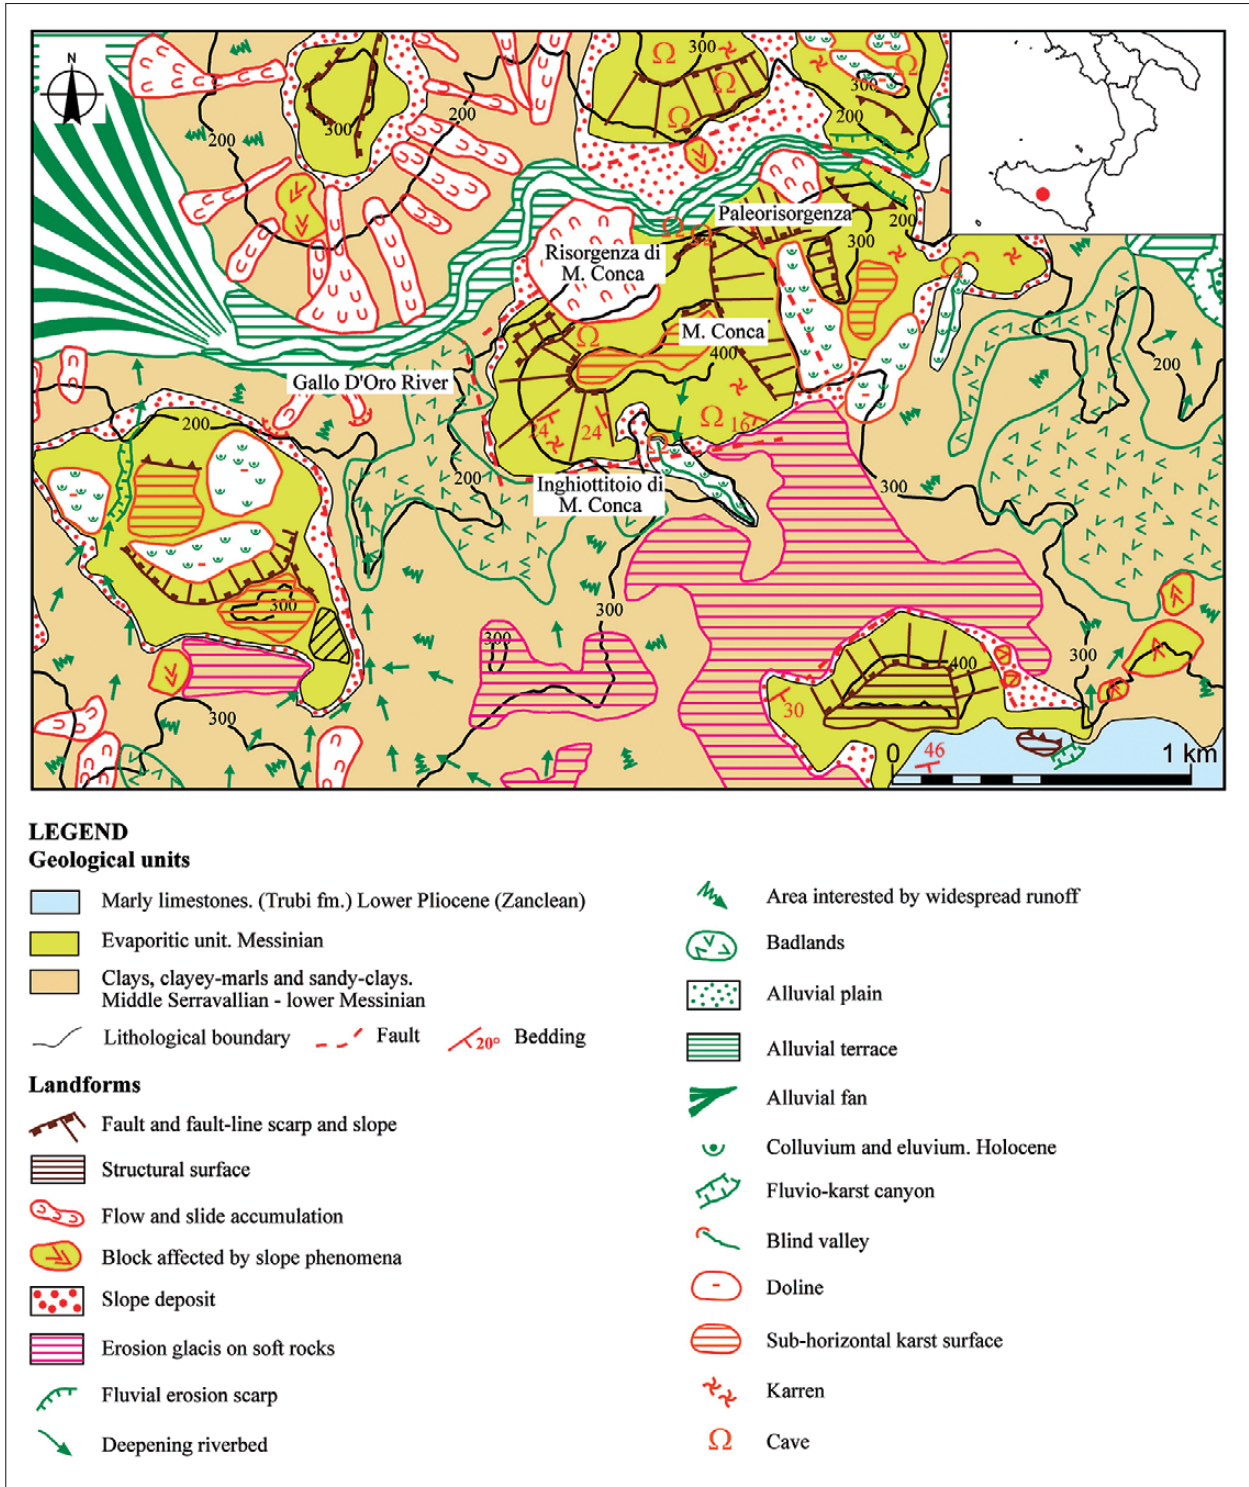 N
300
300
200
200
200
300
200
Paleorisorgenza
200
300
Risorgenza di
M. Conca
M. Conca
400
Gallo D'Oro River
200
200
24
24
16
200
300
Inghiottitoio di
M. Conca
300
300
300
300
300
400
30
46
0
1 km
LEGEND
Geological units
Marly limestones. (Trubi fm.) Lower Pliocene (Zanclean)
Evaporitic unit. Messinian
Clays, clayey-marls and sandy-clays.
Middle Serravallian - lower Messinian
Lithological boundary
Fault
20°
Bedding
Landforms
Fault and fault-line scarp and slope
Structural surface
Flow and slide accumulation
Block affected by slope phenomena
Slope deposit
Erosion glacis on soft rocks
Fluvial erosion scarp
Deepening riverbed
Area interested by widespread runoff
Badlands
Alluvial plain
Alluvial terrace
Alluvial fan
Colluvium and eluvium. Holocene
Fluvio-karst canyon
Blind valley
Doline
Sub-horizontal karst surface
Karren
Cave